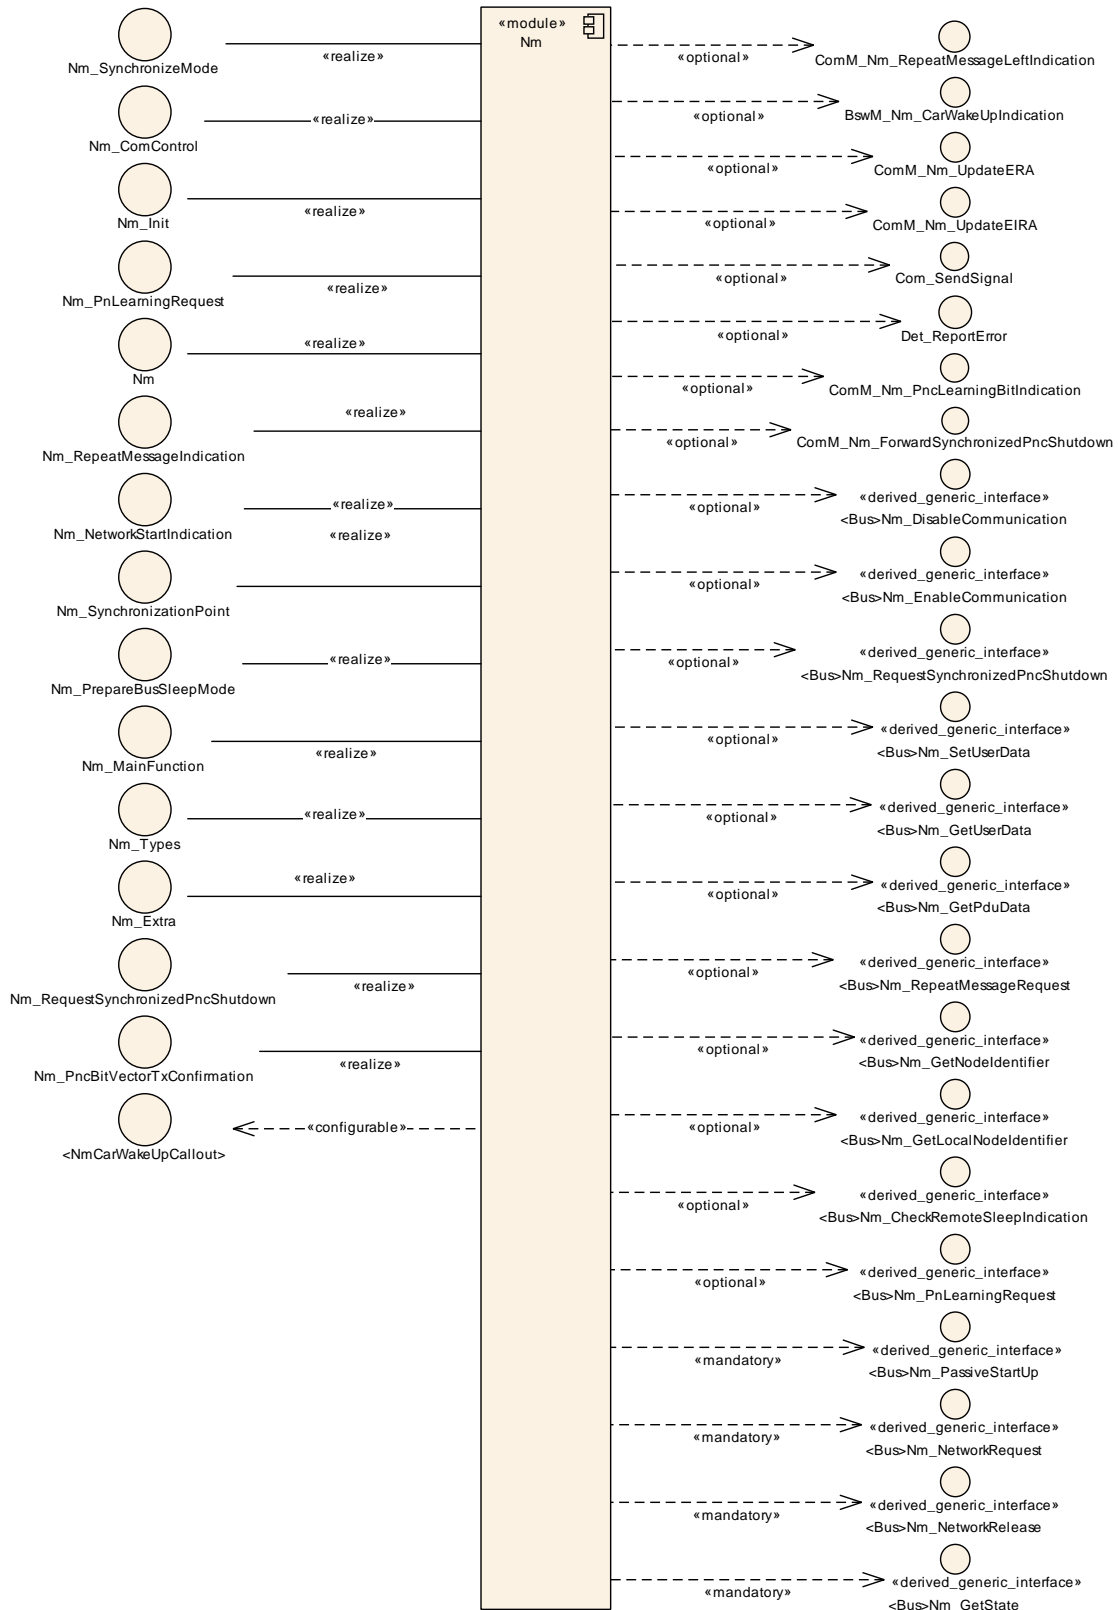 «module»
Nm
Nm_SynchronizeMode
«realize»
Nm_ComControl
«realize»
Nm_Init
«realize»
Nm_PnLearningRequest
«realize»
Nm
«realize»
Nm_RepeatMessageIndication
«realize»
Nm_NetworkStartIndication
«realize»
Nm_SynchronizationPoint
«realize»
Nm_PrepareBusSleepMode
«realize»
Nm_MainFunction
«realize»
Nm_Types
«realize»
Nm_Extra
«realize»
Nm_RequestSynchronizedPncShutdown
«realize»
Nm_PncBitVectorTxConfirmation
«realize»
<NmCarWakeUpCallout>
«configurable»
«optional»
ComM_Nm_RepeatMessageLeftIndication
«optional»
BswM_Nm_CarWakeUpIndication
«optional»
ComM_Nm_UpdateERA
«optional»
ComM_Nm_UpdateEIRA
«optional»
Com_SendSignal
«optional»
Det_ReportError
«optional»
ComM_Nm_PncLearningBitIndication
«optional»
ComM_Nm_ForwardSynchronizedPncShutdown
«optional»
«derived_generic_interface»
<Bus>Nm_DisableCommunication
«optional»
«derived_generic_interface»
<Bus>Nm_EnableCommunication
«optional»
«derived_generic_interface»
<Bus>Nm_RequestSynchronizedPncShutdown
«optional»
«derived_generic_interface»
<Bus>Nm_SetUserData
«optional»
«derived_generic_interface»
<Bus>Nm_GetUserData
«optional»
«derived_generic_interface»
<Bus>Nm_GetPduData
«optional»
«derived_generic_interface»
<Bus>Nm_RepeatMessageRequest
«optional»
«derived_generic_interface»
<Bus>Nm_GetNodeIdentifier
«optional»
«derived_generic_interface»
<Bus>Nm_GetLocalNodeIdentifier
«optional»
«derived_generic_interface»
<Bus>Nm_CheckRemoteSleepIndication
«optional»
«derived_generic_interface»
<Bus>Nm_PnLearningRequest
«mandatory»
«derived_generic_interface»
<Bus>Nm_PassiveStartUp
«mandatory»
«derived_generic_interface»
<Bus>Nm_NetworkRequest
«mandatory»
«derived_generic_interface»
<Bus>Nm_NetworkRelease
«mandatory»
«derived_generic_interface»
<Bus>Nm_GetState